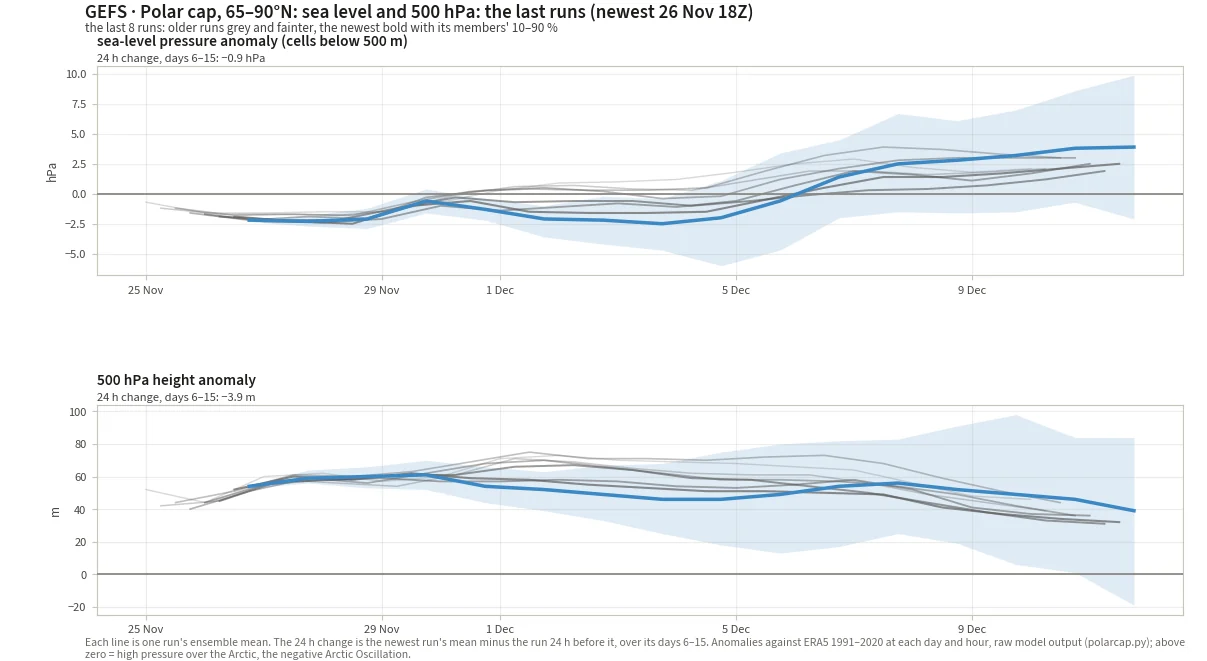 GEFS · Polar cap, 65–90°N: sea level and 500 hPa: the last runs (newest 26 Nov 18Z)
the last 8 runs: older runs grey and fainter, the newest bold with its members' 10–90 %
sea-level pressure anomaly (cells below 500 m)
24 h change, days 6–15: −0.9 hPa
10.0
7.5
5.0
2.5
0.0
−2.5
−5.0
hPa
25 Nov
29 Nov
1 Dec
5 Dec
9 Dec
500 hPa height anomaly
24 h change, days 6–15: −3.9 m
100
80
60
40
20
0
−20
m
25 Nov
29 Nov
1 Dec
5 Dec
9 Dec
Each line is one run's ensemble mean. The 24 h change is the newest run's mean minus the run 24 h before it, over its days 6–15. Anomalies against ERA5 1991–2020 at each day and hour, raw model output (polarcap.py); above
zero = high pressure over the Arctic, the negative Arctic Oscillation.